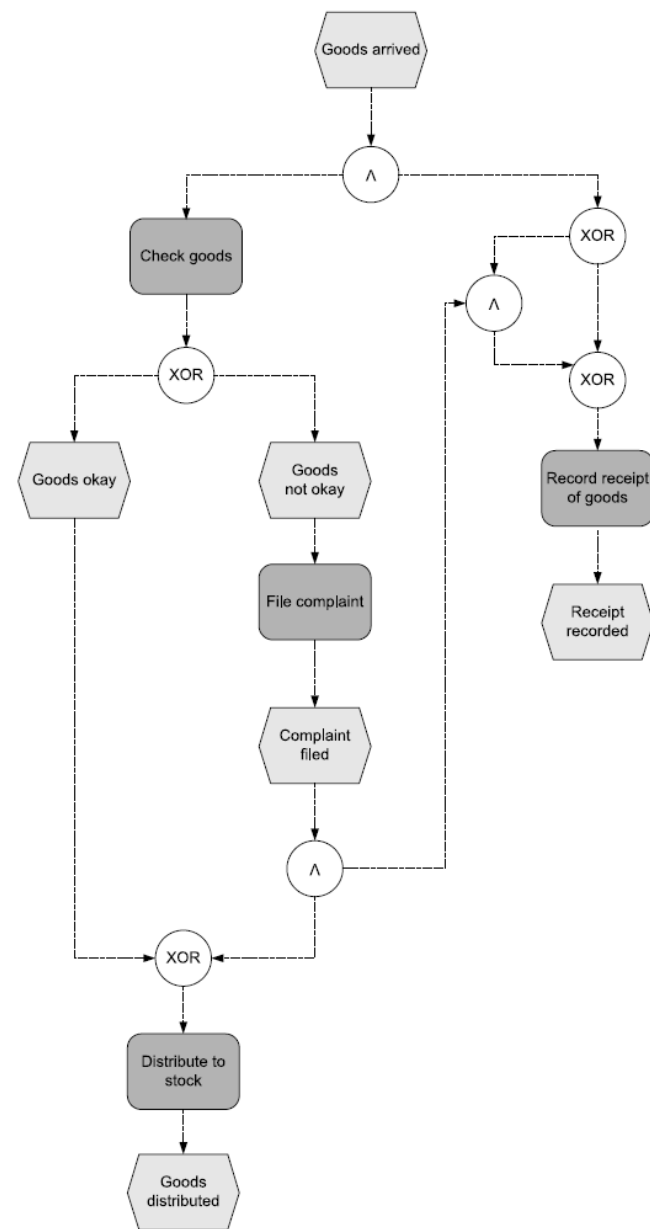 Goods arrived
Λ
Check goods
XOR
Λ
XOR
XOR
Goods okay
Goods
not okay
Record receipt
of goods
File complaint
Receipt
recorded
Complaint
filed
Λ
XOR
Distribute to
stock
Goods
distributed